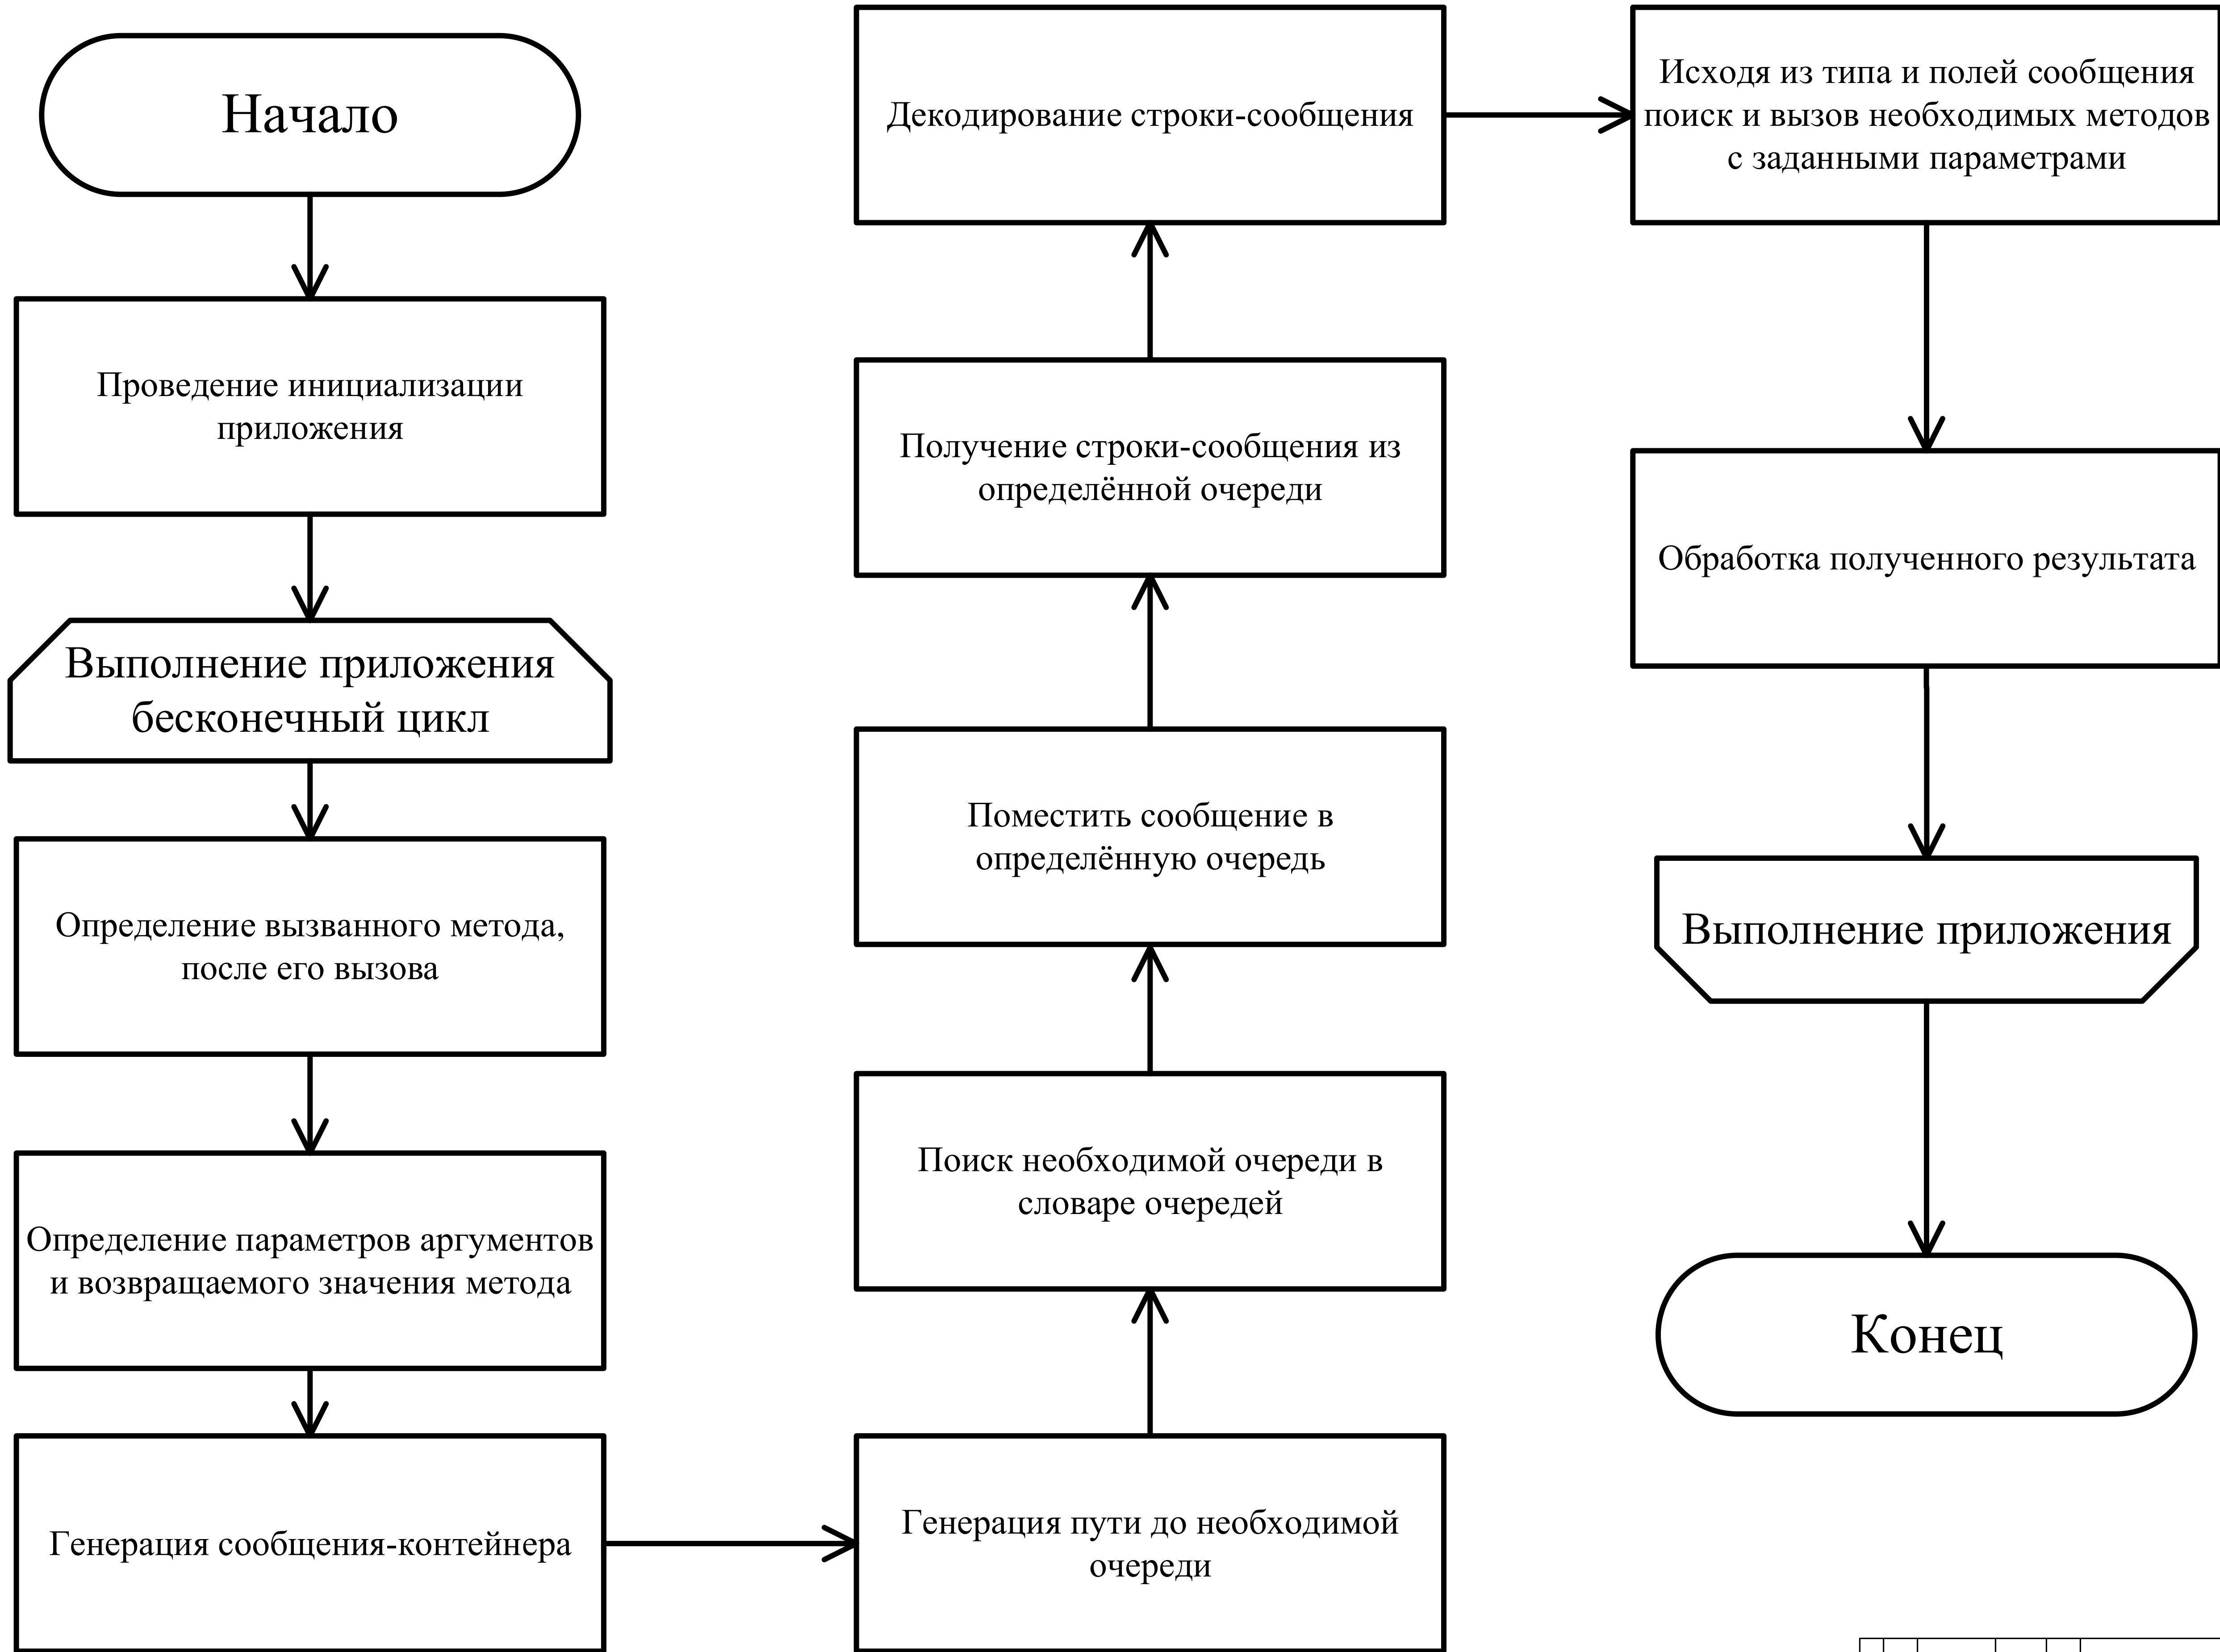 Начало
Проведение инициализации
приложения
Выполнение приложения
бесконечный цикл
Определение вызванного метода,
после его вызова
Определение параметров аргументов
и возвращаемого значения метода
Генерация сообщения-контейнера
Генерация пути до необходимой
очереди
Поиск необходимой очереди в
словаре очередей
Поместить сообщение в
определённую очередь
Получение строки-сообщения из
определённой очереди
Декодирование строки-сообщения
Исходя из типа и полей сообщения
поиск и вызов необходимых методов
с заданными параметрами
Обработка полученного результата
Выполнение приложения
Конец